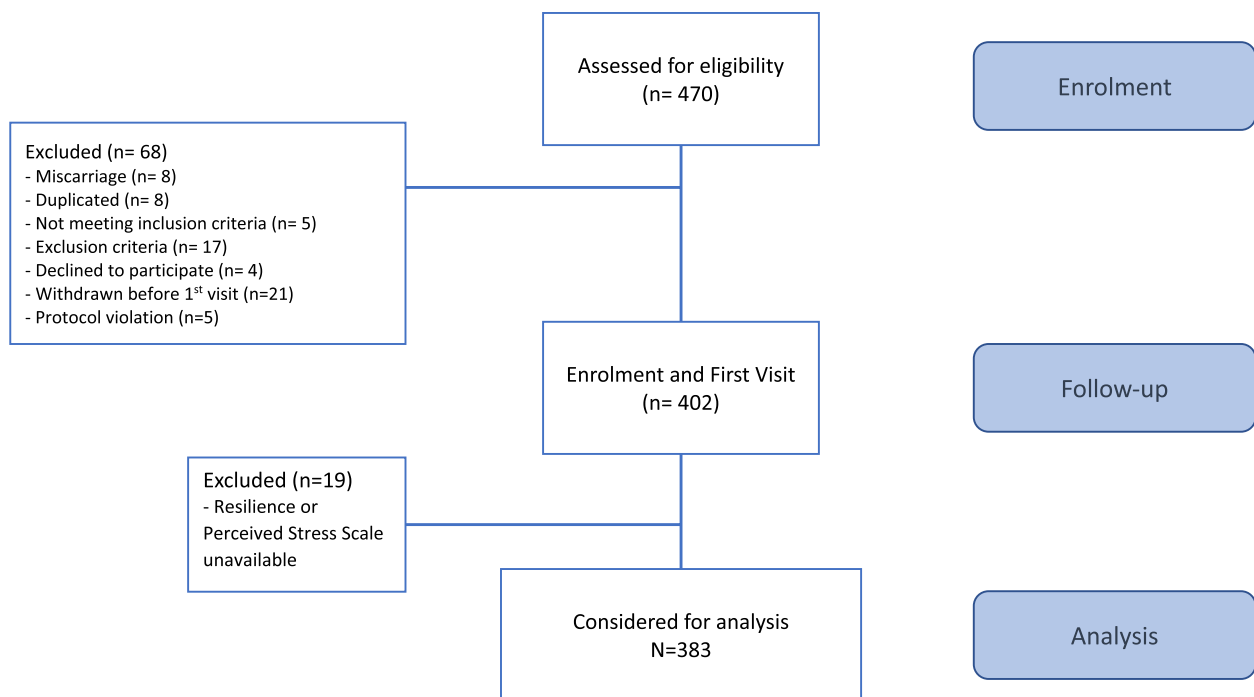 Assessed for eligibility
(n= 470)
Enrolment
Excluded (n= 68)
- Miscarriage (n= 8)
- Duplicated (n= 8)
- Not meeting inclusion criteria (n= 5)
- Exclusion criteria (n= 17)
- Declined to participate (n= 4)
- Withdrawn before 1st visit (n=21)
- Protocol violation (n=5)
Enrolment and First Visit
(n= 402)
Follow-up
Excluded (n=19)
- Resilience or
Perceived Stress Scale
unavailable
Considered for analysis
N=383
Analysis